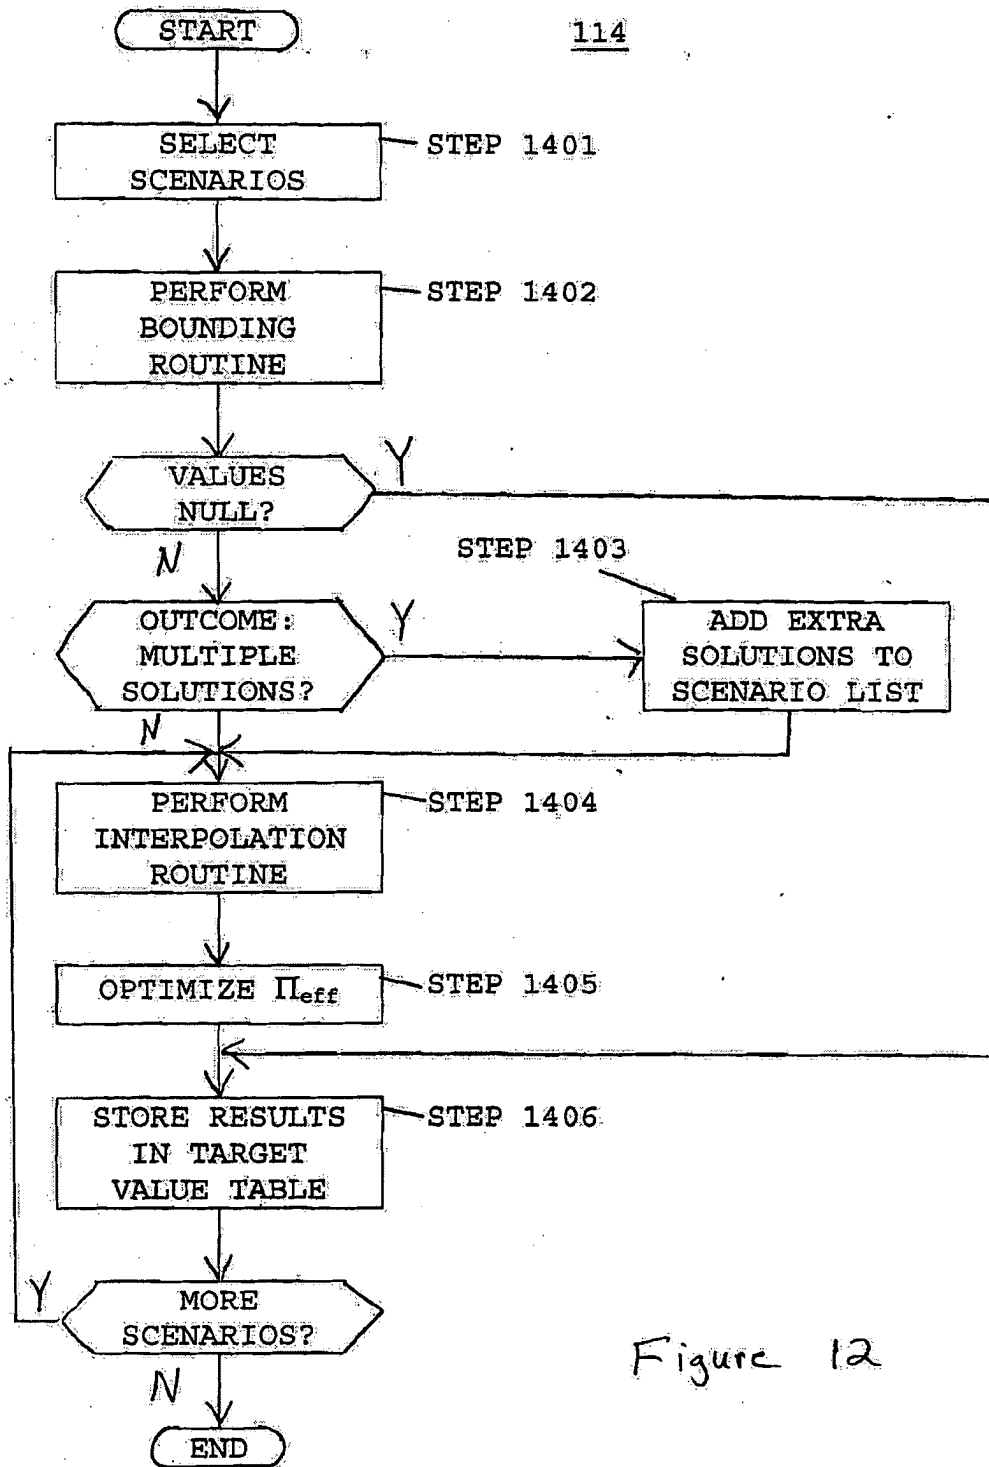 START
114
SELECT
SCENARIOS
STEP 1401
PERFORM
BOUNDING
ROUTINE
STEP 1402
VALUES
NULL?
Y
N
STEP 1403
OUTCOME:
MULTIPLE
SOLUTIONS?
Y
ADD EXTRA
SOLUTIONS TO
SCENARIO LIST
N
PERFORM
INTERPOLATION
ROUTINE
STEP 1404
OPTIMIZE Πeff
STEP 1405
STORE RESULTS
IN TARGET
VALUE TABLE
STEP 1406
Y
MORE
SCENARIOS?
N
END
Figure 12